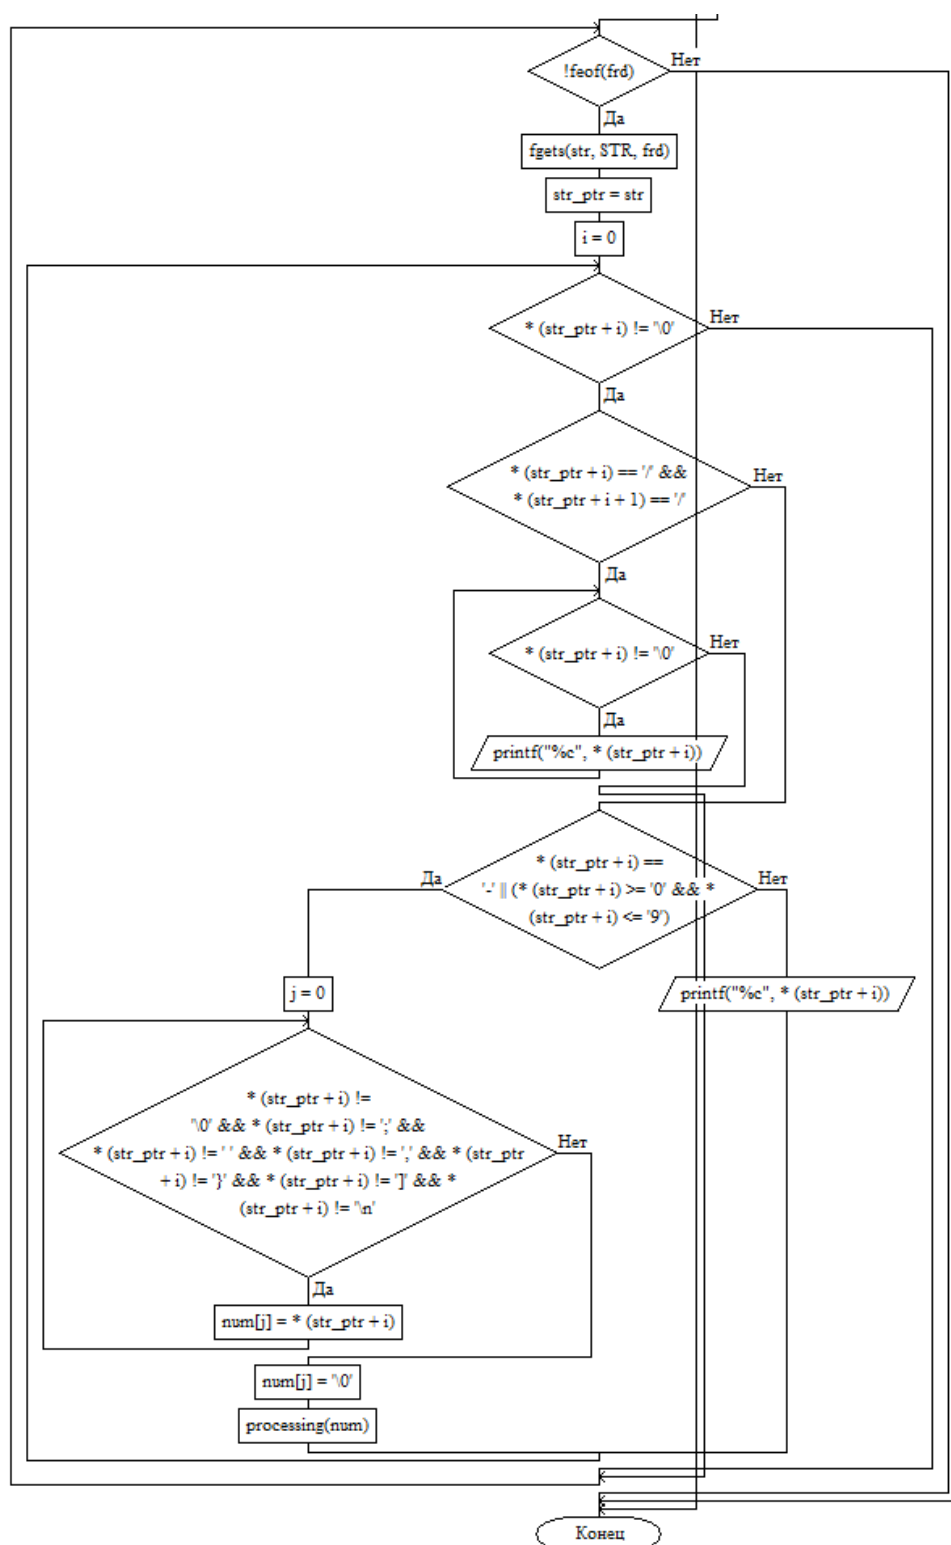 !feof(frd)
Нет
Да
fgets(str, STR, frd)
str_ptr = str
i = 0
* (str_ptr + i) != '\0'
Нет
Да
* (str_ptr + i) == '/' &&
* (str_ptr + i + 1) == '/'
Нет
Да
* (str_ptr + i) != '\0'
Нет
Да
printf("%c", * (str_ptr + i))
* (str_ptr + i) ==
'-' || (* (str_ptr + i) >= '0' && *
(str_ptr + i) <= '9')
Да
Нет
j = 0
printf("%c", * (str_ptr + i))
* (str_ptr + i) !=
'\0' && * (str_ptr + i) != ';' &&
* (str_ptr + i) != ' ' && * (str_ptr + i) != ',' && * (str_ptr
+ i) != '}' && * (str_ptr + i) != ']' && *
(str_ptr + i) != '\n'
Нет
Да
num[j] = * (str_ptr + i)
num[j] = '\0'
processing(num)
Конец